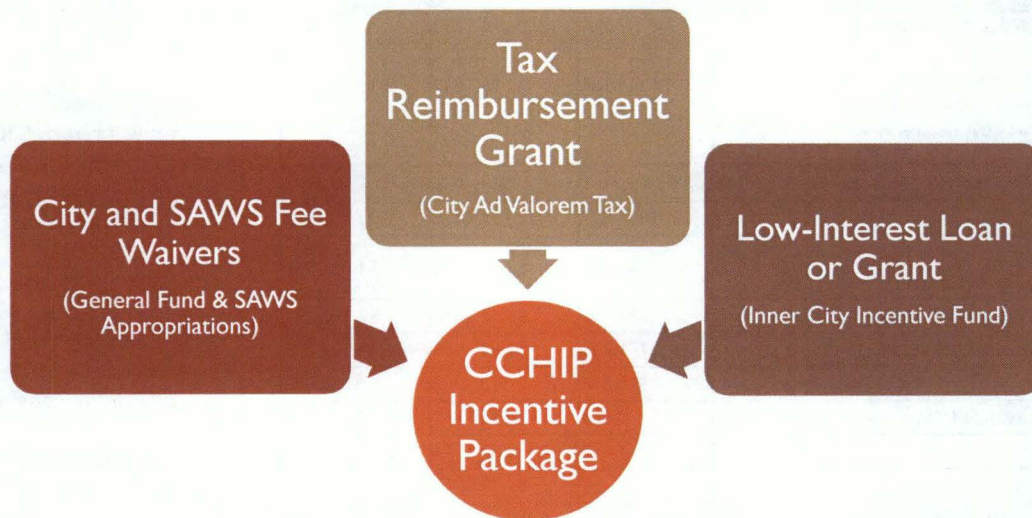 Tax
Reimbursement
Grant
(City Ad Valorem Tax)
City and SAWS Fee
Waivers
(General Fund & SAWS
Appropriations)
Low-Interest Loan
or Grant
(Inner City Incentive Fund)
CCHIP
Incentive
Package